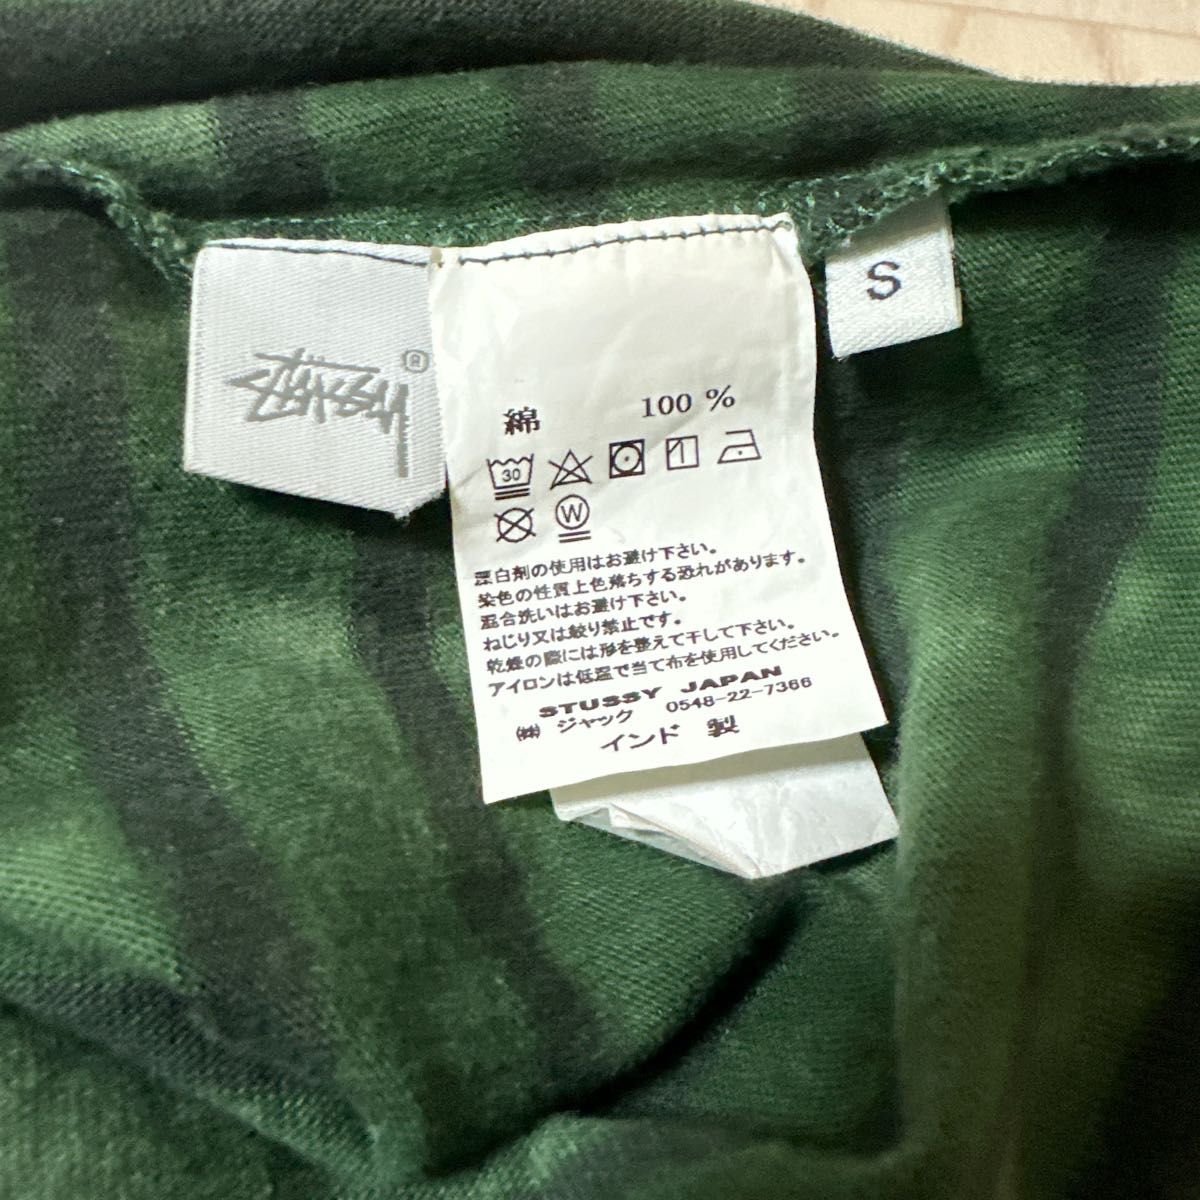 STUSSY ®
綿 100 %
30
W
漂白剤の使用はお避け下さい。
染色の性質上色落ちする恐れがあります。
混合洗いはお避け下さい。
ねじり又は絞り禁止です。
乾燥の際には形を整えて干して下さい。
アイロンは低温で当て布を使用してください。
STUSSY JAPAN
㈱ ジャック 0548-22-7366
インド 製
S